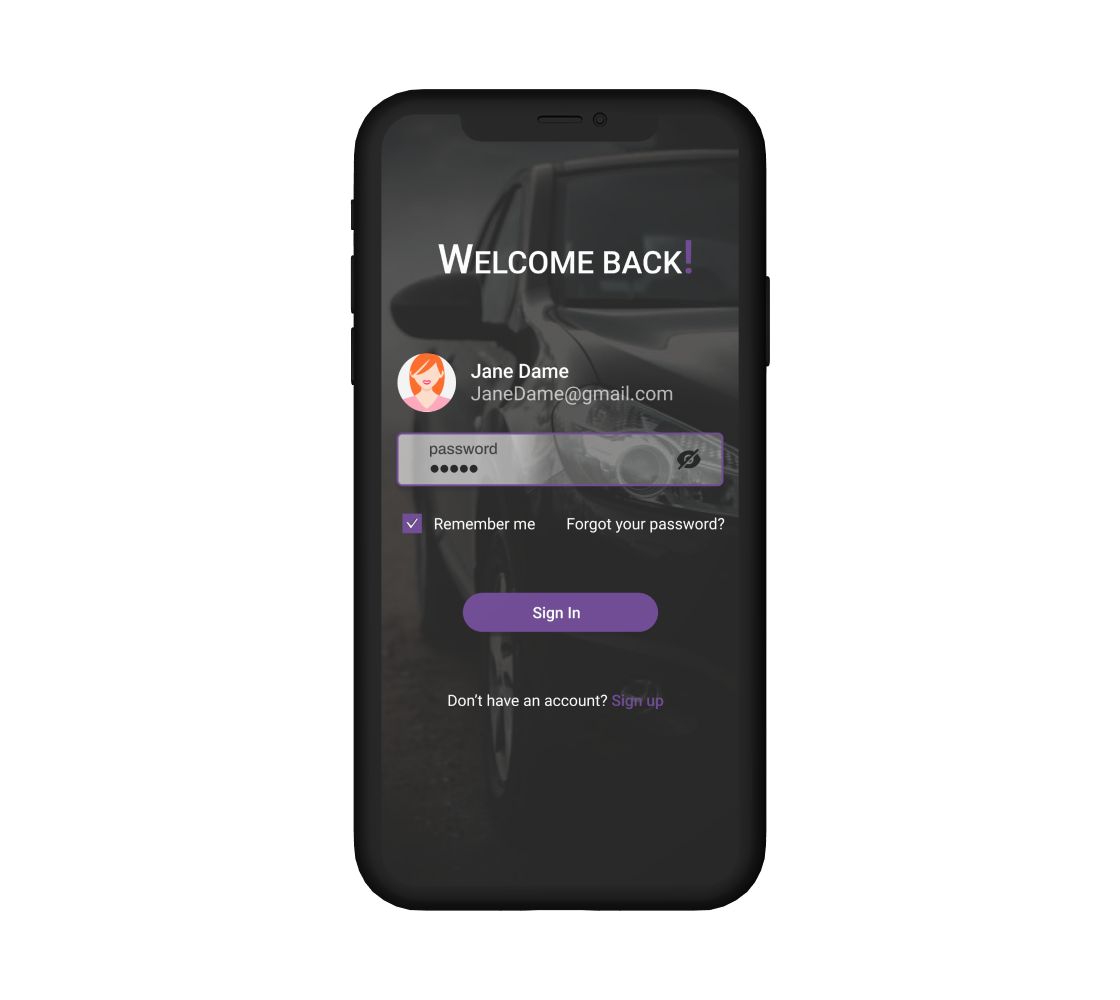 WELCOME BACK!
Jane Dame
JaneDame@gmail.com
password
●●●●●
Remember me Forgot your password?
Sign In
Don't have an account? Sign up